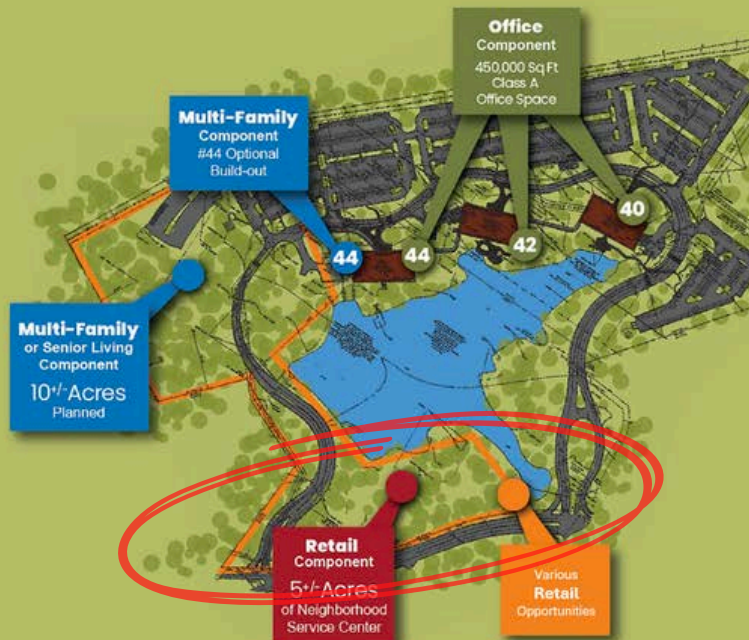 Office
Component
450,000 Sq Ft
Class A
Office Space
Multi-Family
Component
#44 Optional
Build-out
40
44
44
42
Multi-Family
or Senior Living
Component
10+/-Acres
Planned
Retail
Component
5+/-Acres
of Neighborhood
Service Center
Various
Retail
Opportunities